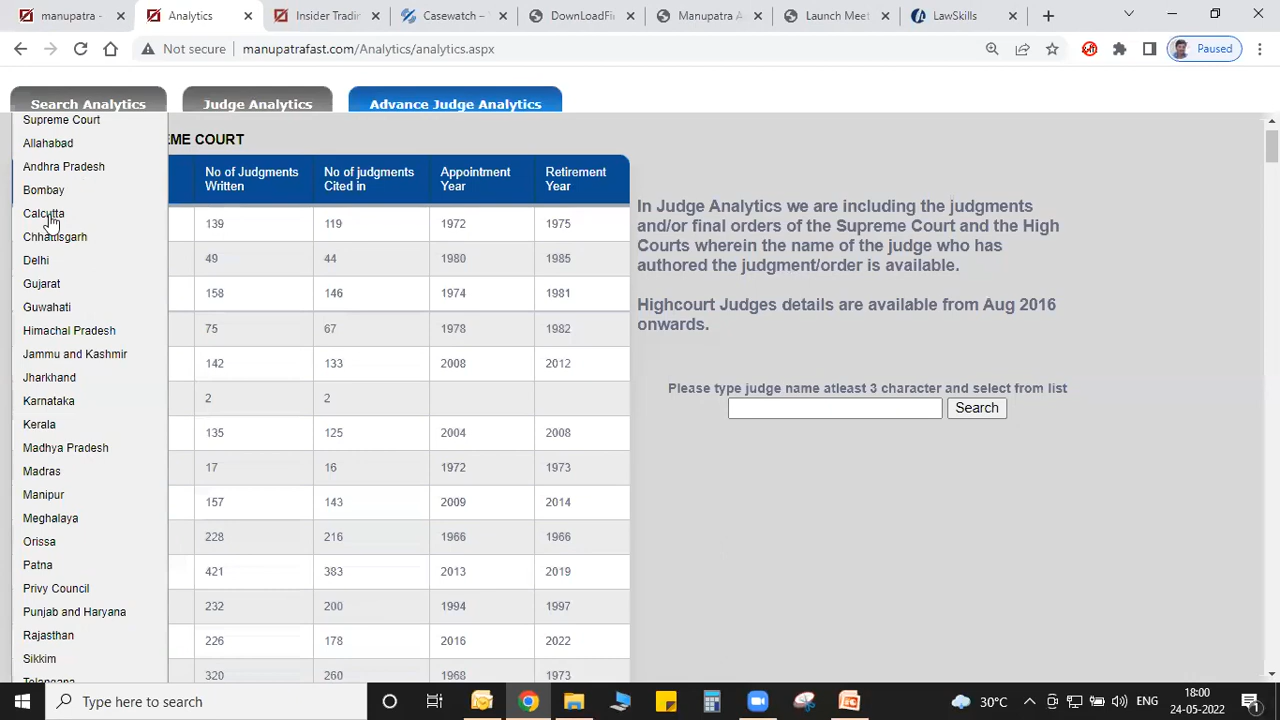 manupatra -
Analytics
Insider Tradin
Casewatch –
DownLoadFi
Manupatra A
Launch Meet
LawSkills
Not secure
manupatrafast.com/Analytics/analytics.aspx
Paused
Search Analytics
Judge Analytics
Advance Judge Analytics
Supreme Court
EME COURT
Allahabad
Andhra Pradesh
Bombay
Calcutta
Chhattisgarh
Delhi
Gujarat
Guwahati
Himachal Pradesh
Jammu and Kashmir
Jharkhand
Karnataka
Kerala
Madhya Pradesh
Madras
Manipur
Meghalaya
Orissa
Patna
Privy Council
Punjab and Haryana
Rajasthan
Sikkim
Telangana
No of Judgments Written No of judgments Cited in Appointment Year Retirement Year
139 119 1972 1975
49 44 1980 1985
158 146 1974 1981
75 67 1978 1982
142 133 2008 2012
2 2
135 125 2004 2008
17 16 1972 1973
157 143 2009 2014
228 216 1966 1966
421 383 2013 2019
232 200 1994 1997
226 178 2016 2022
320 260 1968 1973
In Judge Analytics we are including the judgments
and/or final orders of the Supreme Court and the High
Courts wherein the name of the judge who has
authored the judgment/order is available.
Highcourt Judges details are available from Aug 2016
onwards.
Please type judge name atleast 3 character and select from list
Search
Type here to search
30°C
ENG
18:00
24-05-2022
1